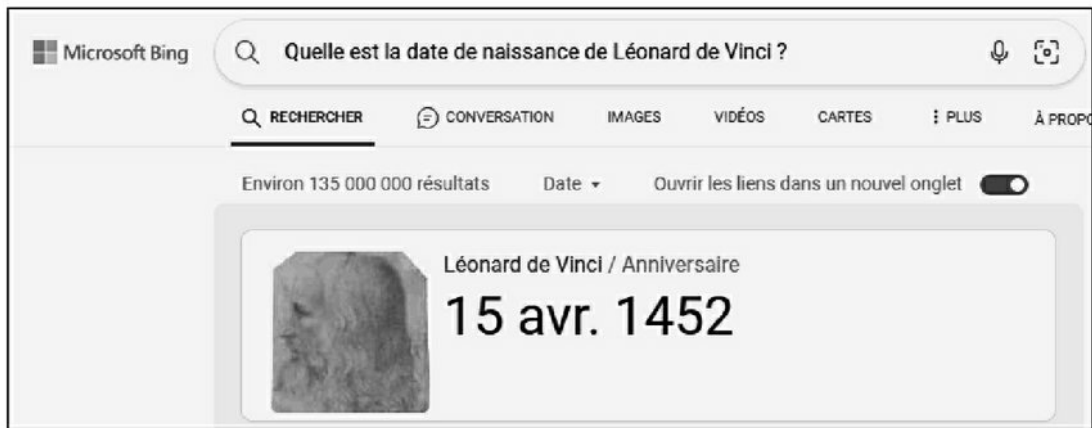 Microsoft Bing
Quelle est la date de naissance de Léonard de Vinci ?
RECHERCHER CONVERSATION IMAGES VIDÉOS CARTES PLUS À PROPO
Environ 135 000 000 résultats Date Ouvrir les liens dans un nouvel onglet
Léonard de Vinci / Anniversaire
15 avr. 1452